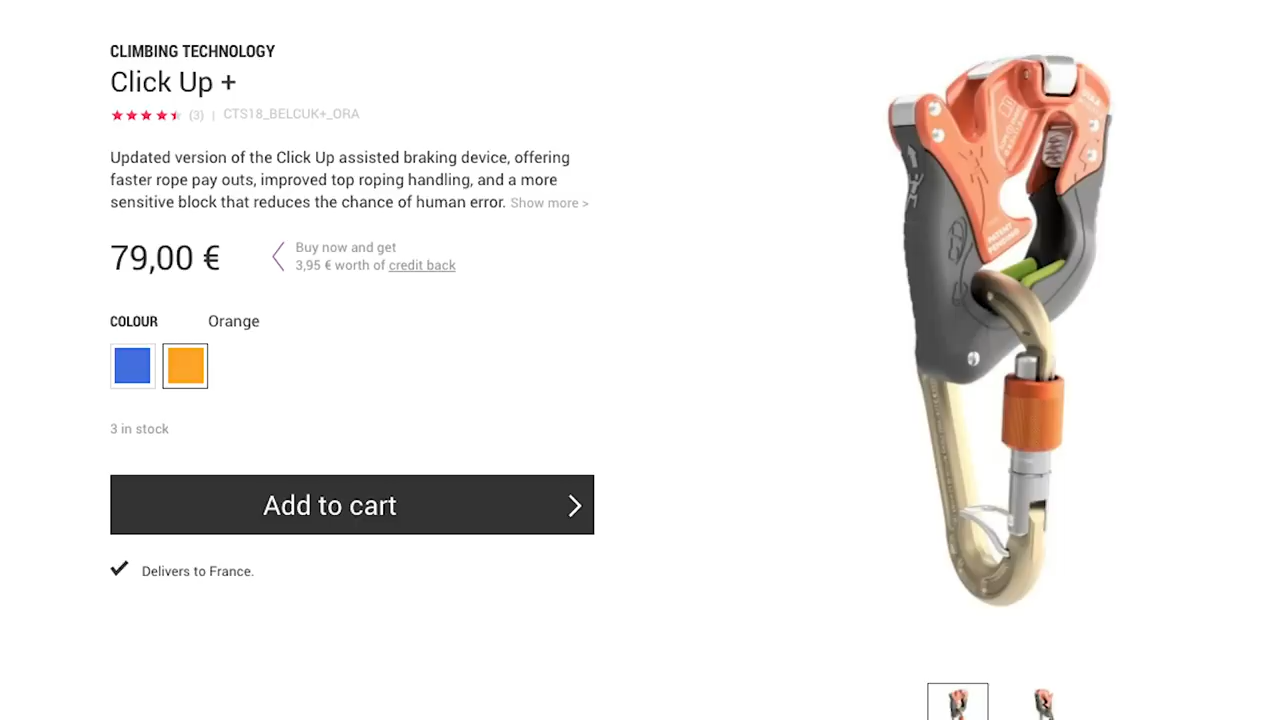 CLIMBING TECHNOLOGY
Click Up +
(3) | CTS18_BELCUK+_ORA
Updated version of the Click Up assisted braking device, offering
faster rope pay outs, improved top roping handling, and a more
sensitive block that reduces the chance of human error. Show more >
79,00 €
Buy now and get
3,95 € worth of credit back
COLOUR Orange
3 in stock
Add to cart
Delivers to France.
PATENT
PENDING